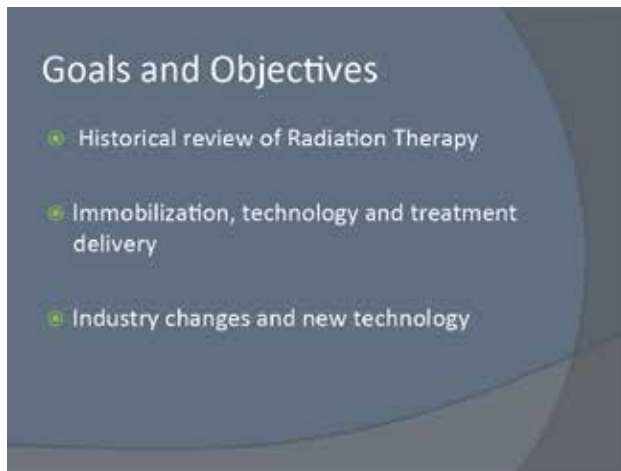 Goals and Objectives
Historical review of Radiation Therapy
Immobilization, technology and treatment
delivery
Industry changes and new technology